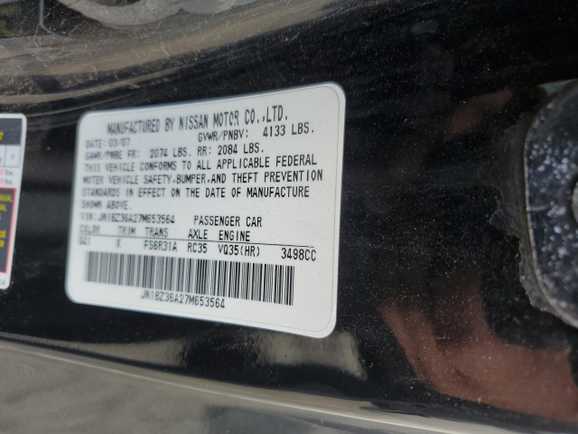 MANUFACTURED BY NISSAN MOTOR CO.,LTD.
DATE: 03/07 GVWR/PNBV: 4133 LBS.
GAWR/PNBE FR: 2074 LBS. RR: 2084 LBS.
THIS VEHICLE CONFORMS TO ALL APPLICABLE FEDERAL
MOTOR VEHICLE SAFETY,BUMPER,AND THEFT PREVENTION
STANDARDS IN EFFECT ON THE DATE OF MANUFACTURE
SHOWN ABOVE.
VIN: JN1BZ36A27M653564 PASSENGER CAR
COLOR TRIM TRANS AXLE ENGINE
K FS6R31A RC35 VQ35(HR) 3498CC
JN1BZ36A27M653564